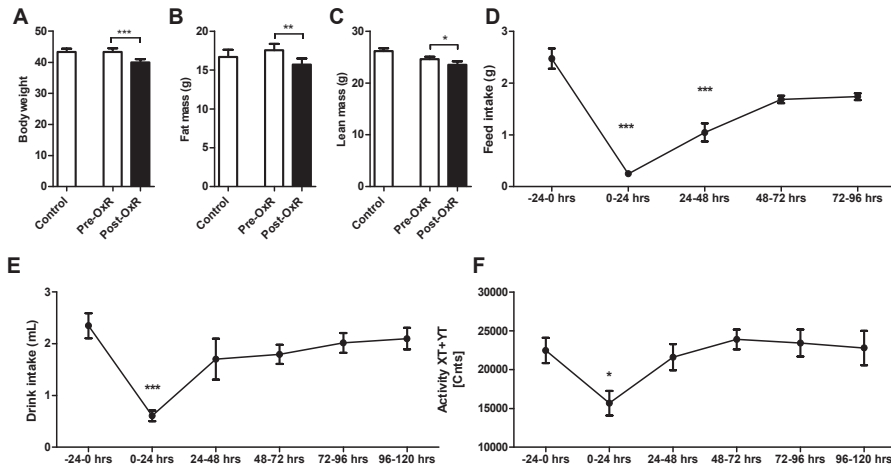 A
Body weight
50
40
30
20
10
0
***
Control
Pre-OxR
Post-OxR
B
Fat mass (g)
20
15
10
5
0
**
Control
Pre-OxR
Post-OxR
C
Lean mass (g)
30
20
10
0
*
Control
Pre-OxR
Post-OxR
D
Feed intake (g)
3
2
1
0
***
***
-24-0 hrs
0-24 hrs
24-48 hrs
48-72 hrs
72-96 hrs
E
Drink intake (mL)
3
2
1
0
***
-24-0 hrs
0-24 hrs
24-48 hrs
48-72 hrs
72-96 hrs
96-120 hrs
F
Activity XT+YT
[Cnts]
30000
25000
20000
15000
10000
*
-24-0 hrs
0-24 hrs
24-48 hrs
48-72 hrs
72-96 hrs
96-120 hrs